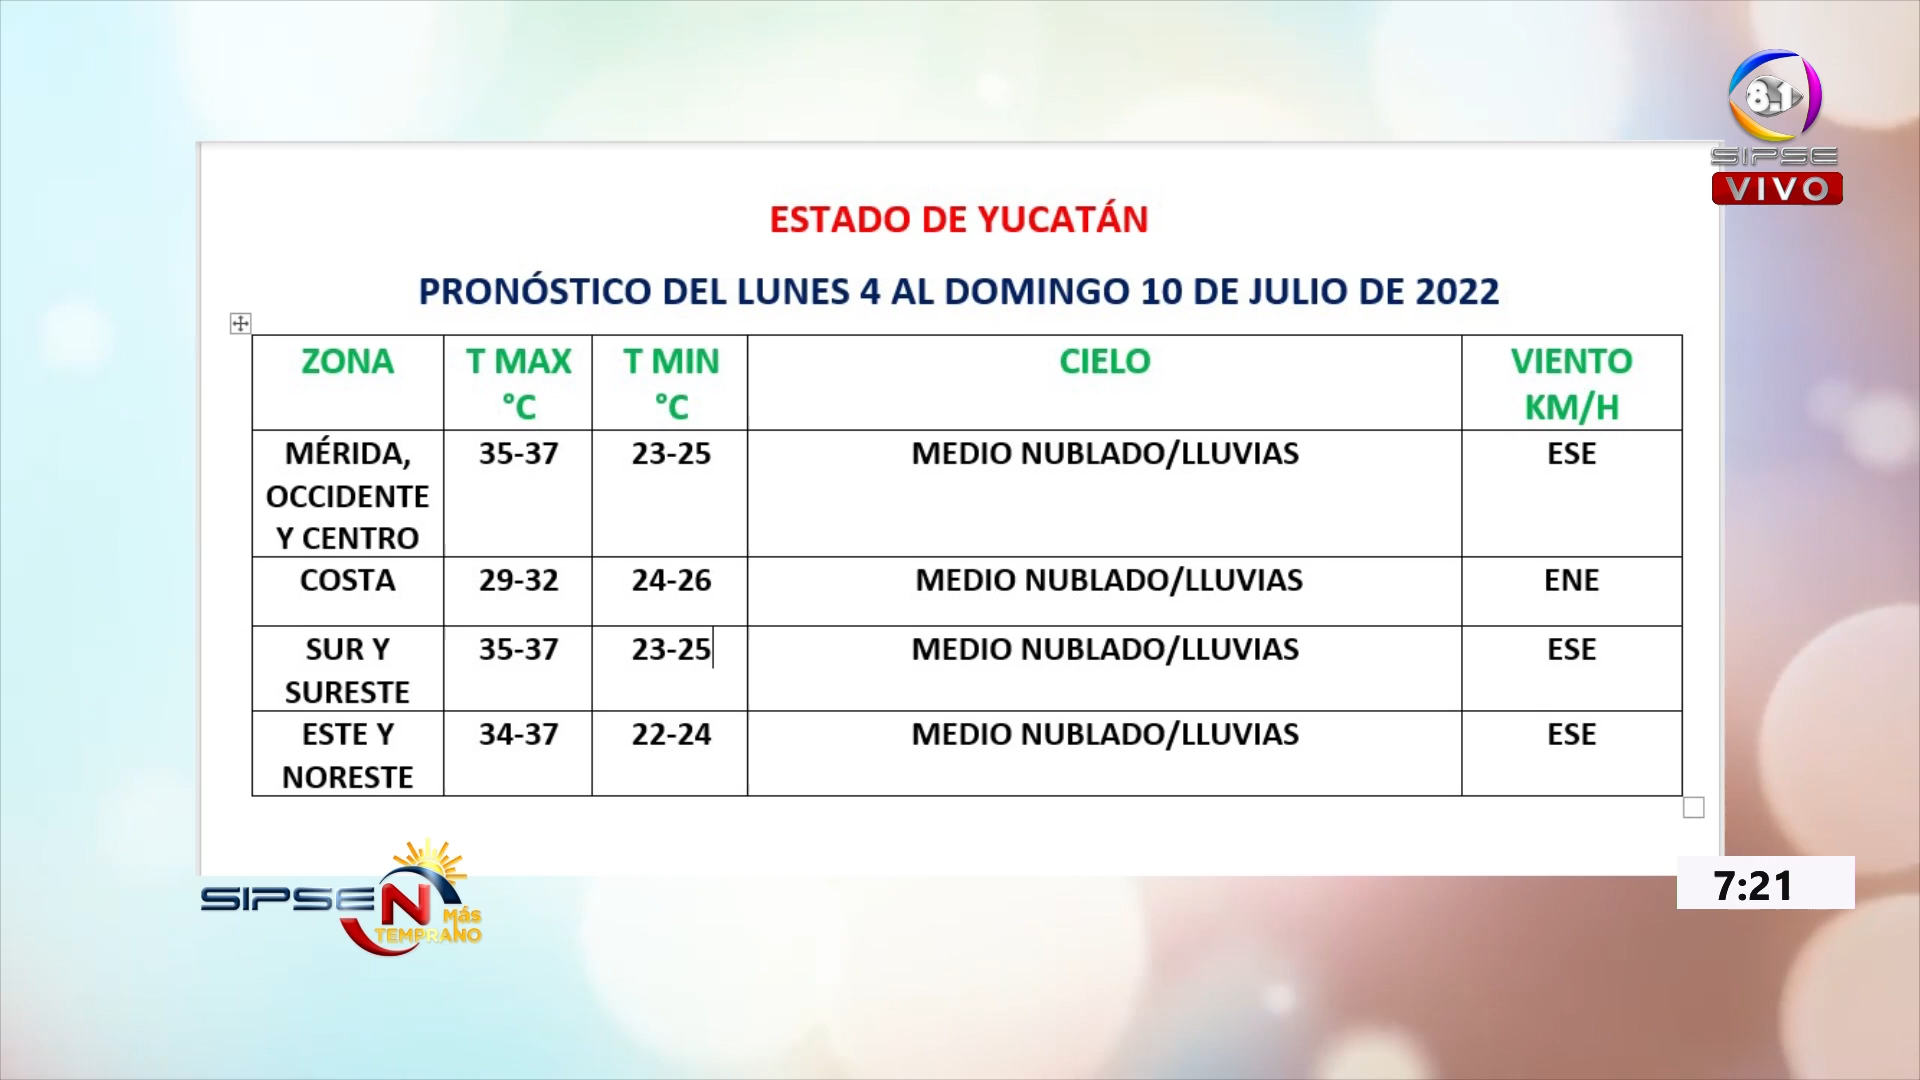 8.1
SIPSE
VIVO
ESTADO DE YUCATÁN
PRONÓSTICO DEL LUNES 4 AL DOMINGO 10 DE JULIO DE 2022
ZONA T MAX °C T MIN °C CIELO VIENTO KM/H
MÉRIDA, OCCIDENTE Y CENTRO 35-37 23-25 MEDIO NUBLADO/LLUVIAS ESE
COSTA 29-32 24-26 MEDIO NUBLADO/LLUVIAS ENE
SUR Y SURESTE 35-37 23-25 MEDIO NUBLADO/LLUVIAS ESE
ESTE Y NORESTE 34-37 22-24 MEDIO NUBLADO/LLUVIAS ESE
SIPSE N
Más
TEMPRANO
7:21